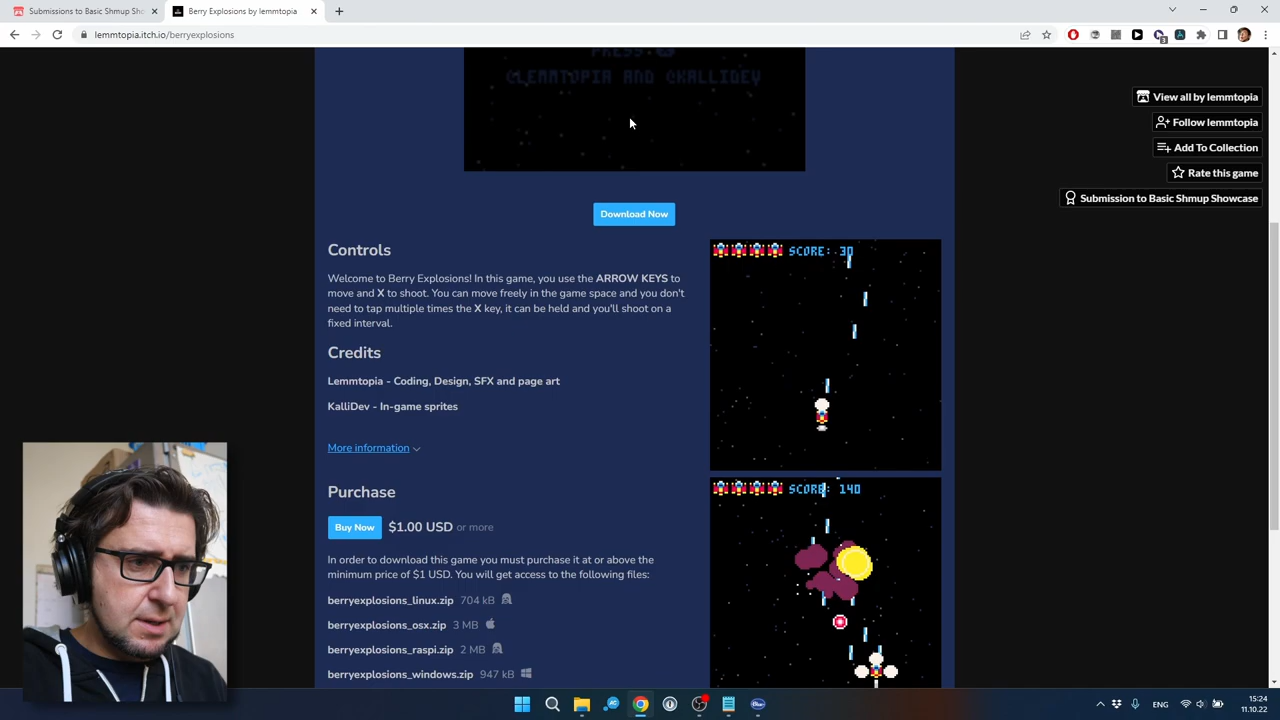 Submissions to Basic Shmup Sho
Berry Explosions by lemmtopia
lemmtopia.itch.io/berryexplosions
3
PRESS
©LEMMTOPIA AND ©KALLIDEV
View all by lemmtopia
Follow lemmtopia
Add To Collection
Rate this game
Submission to Basic Shmup Showcase
Download Now
Controls
Welcome to Berry Explosions! In this game, you use the ARROW KEYS to
move and X to shoot. You can move freely in the game space and you don't
need to tap multiple times the X key, it can be held and you'll shoot on a
fixed interval.
SCORE: 30
Credits
Lemmtopia - Coding, Design, SFX and page art
KalliDev - In-game sprites
More information
SCORE: 140
Purchase
Buy Now $1.00 USD or more
In order to download this game you must purchase it at or above the
minimum price of $1 USD. You will get access to the following files:
berryexplosions_linux.zip 704 kB
berryexplosions_osx.zip 3 MB
berryexplosions_raspi.zip 2 MB
berryexplosions_windows.zip 947 kB
ENG
15:24
11.10.22